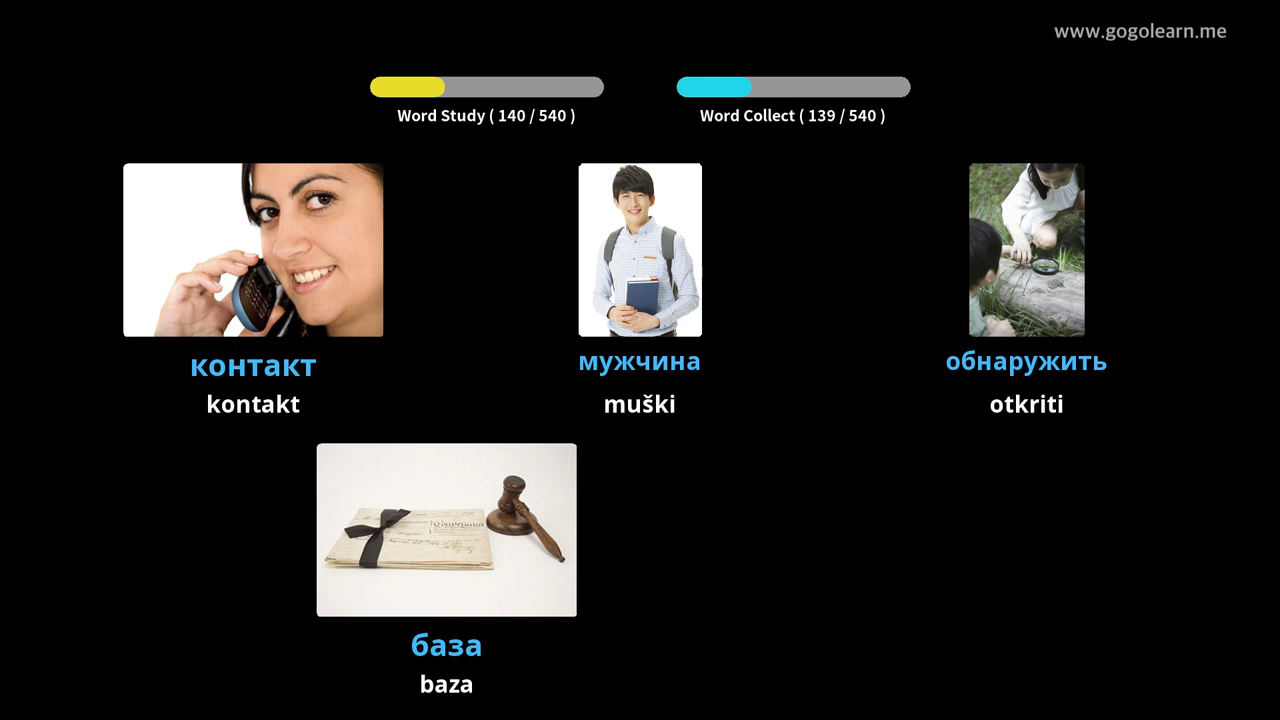 www.gogolearn.me
Word Study ( 140 / 540 )
Word Collect ( 139 / 540 )
контакт
kontakt
мужчина
muški
обнаружить
otkriti
база
baza